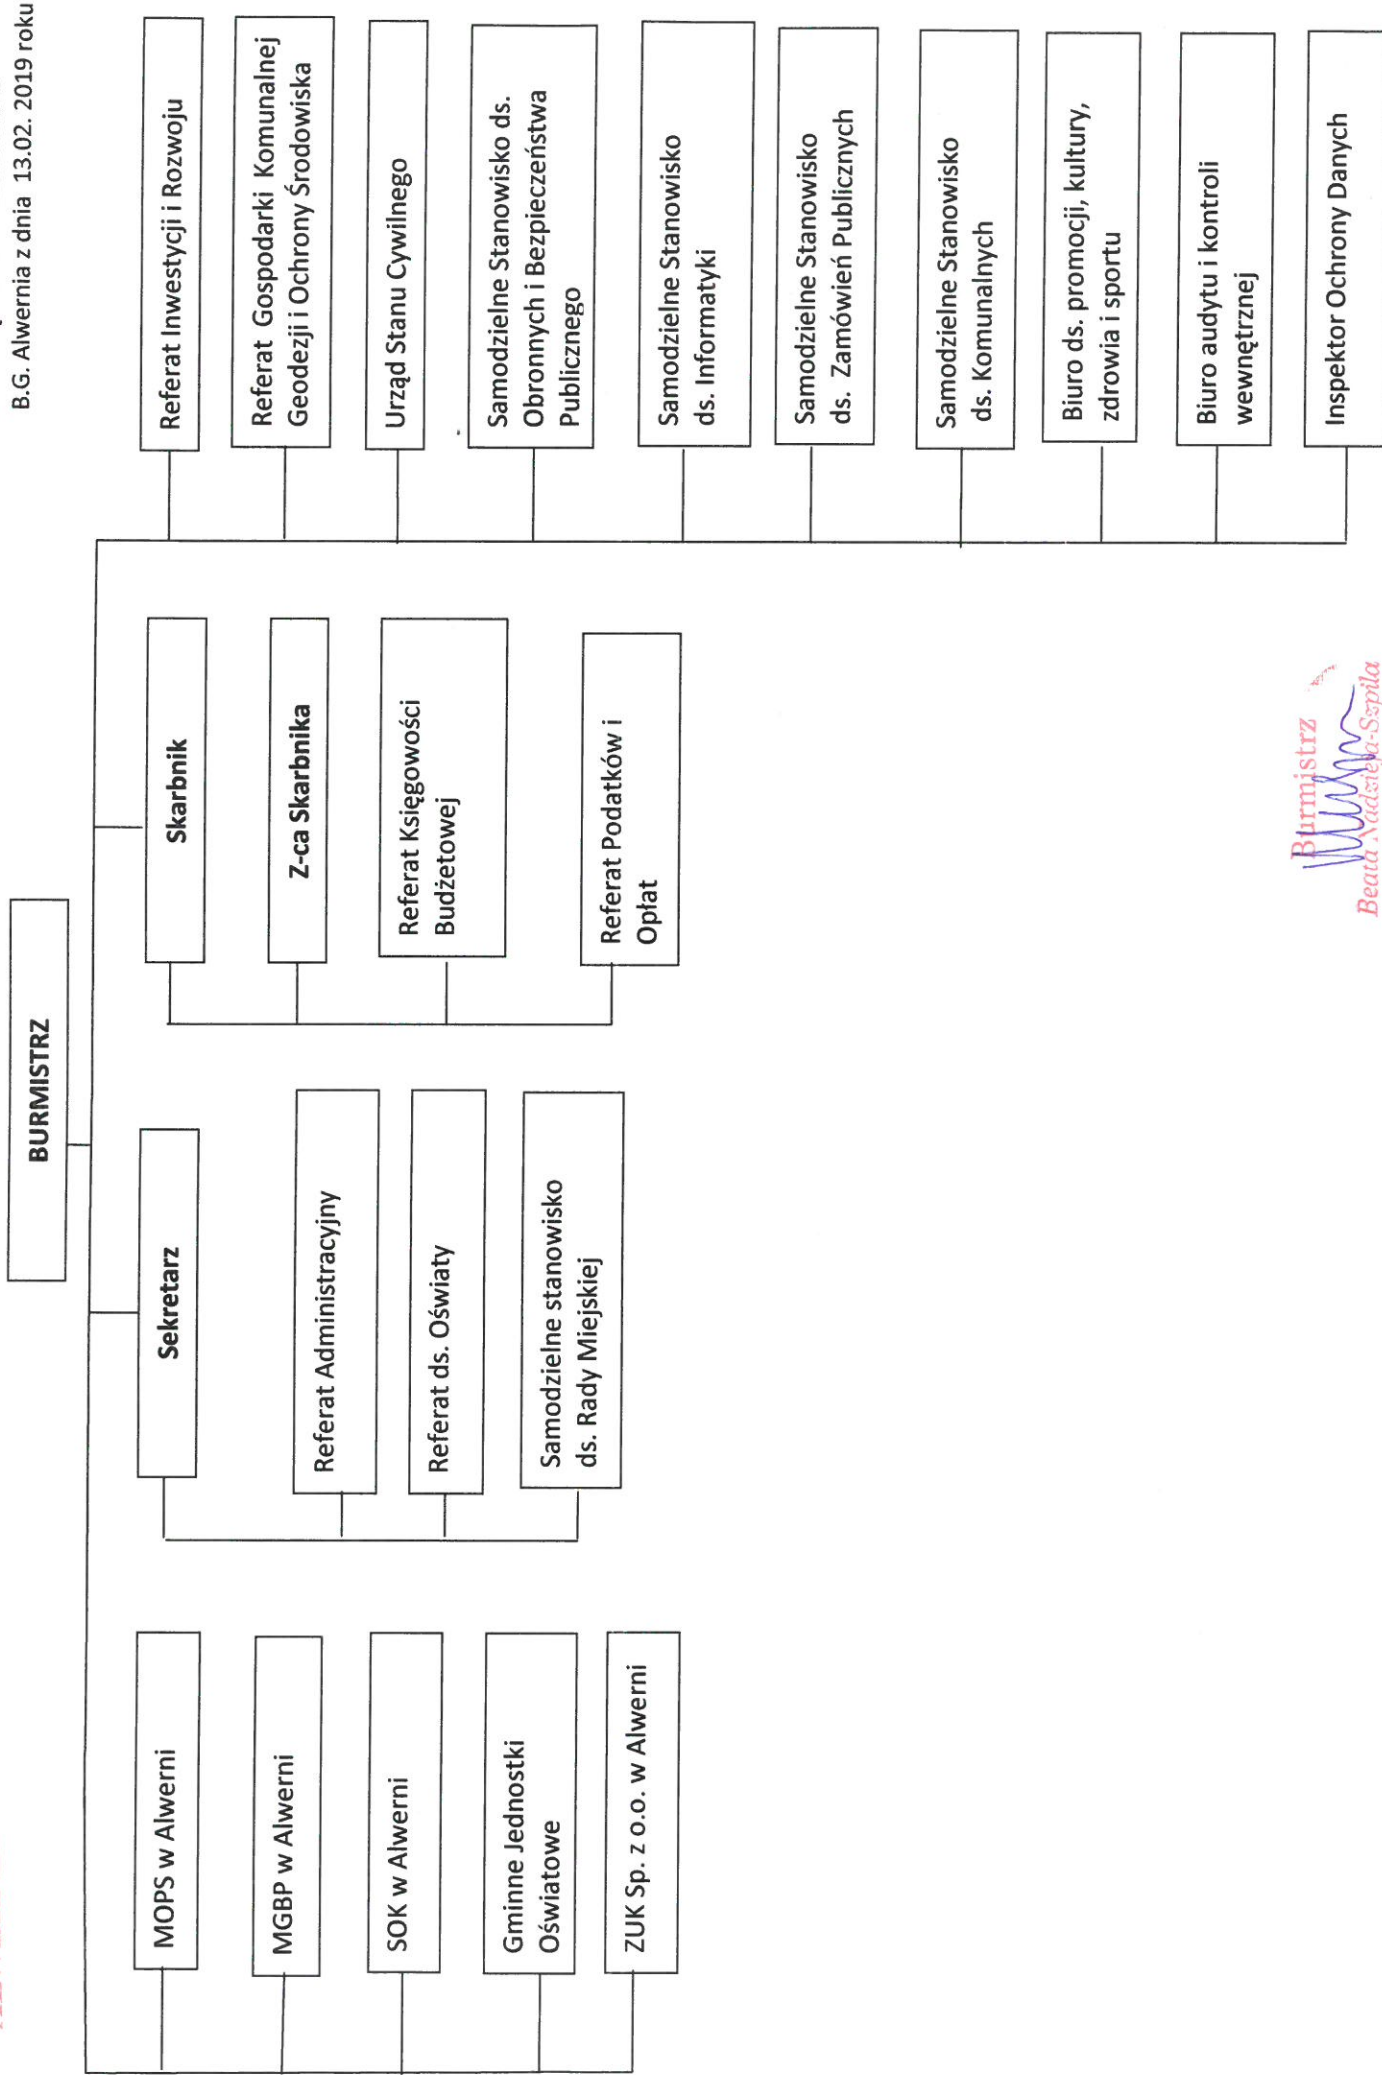 B.G. Alwernia z dnia 13.02. 2019 roku
BURMISTRZ
MOPS w Alwerni
MGBP w Alwerni
SOK w Alwerni
Gminne Jednostki
Oświatowe
ZUK Sp. z o.o. w Alwerni
Sekretarz
Referat Administracyjny
Referat ds. Oświaty
Samodzielne stanowisko
ds. Rady Miejskiej
Skarbnik
Z-ca Skarbnika
Referat Księgowości
Budżetowej
Referat Podatków i
Opłat
Referat Inwestycji i Rozwoju
Referat Gospodarki Komunalnej
Geodezji i Ochrony Środowiska
Urząd Stanu Cywilnego
Samodzielne Stanowisko ds.
Obronnych i Bezpieczeństwa
Publicznego
Samodzielne Stanowisko
ds. Informatyki
Samodzielne Stanowisko
ds. Zamówień Publicznych
Samodzielne Stanowisko
ds. Komunalnych
Biuro ds. promocji, kultury,
zdrowia i sportu
Biuro audytu i kontroli
wewnętrznej
Inspektor Ochrony Danych
Burmistrz
Beata Nadzieja-Szpila